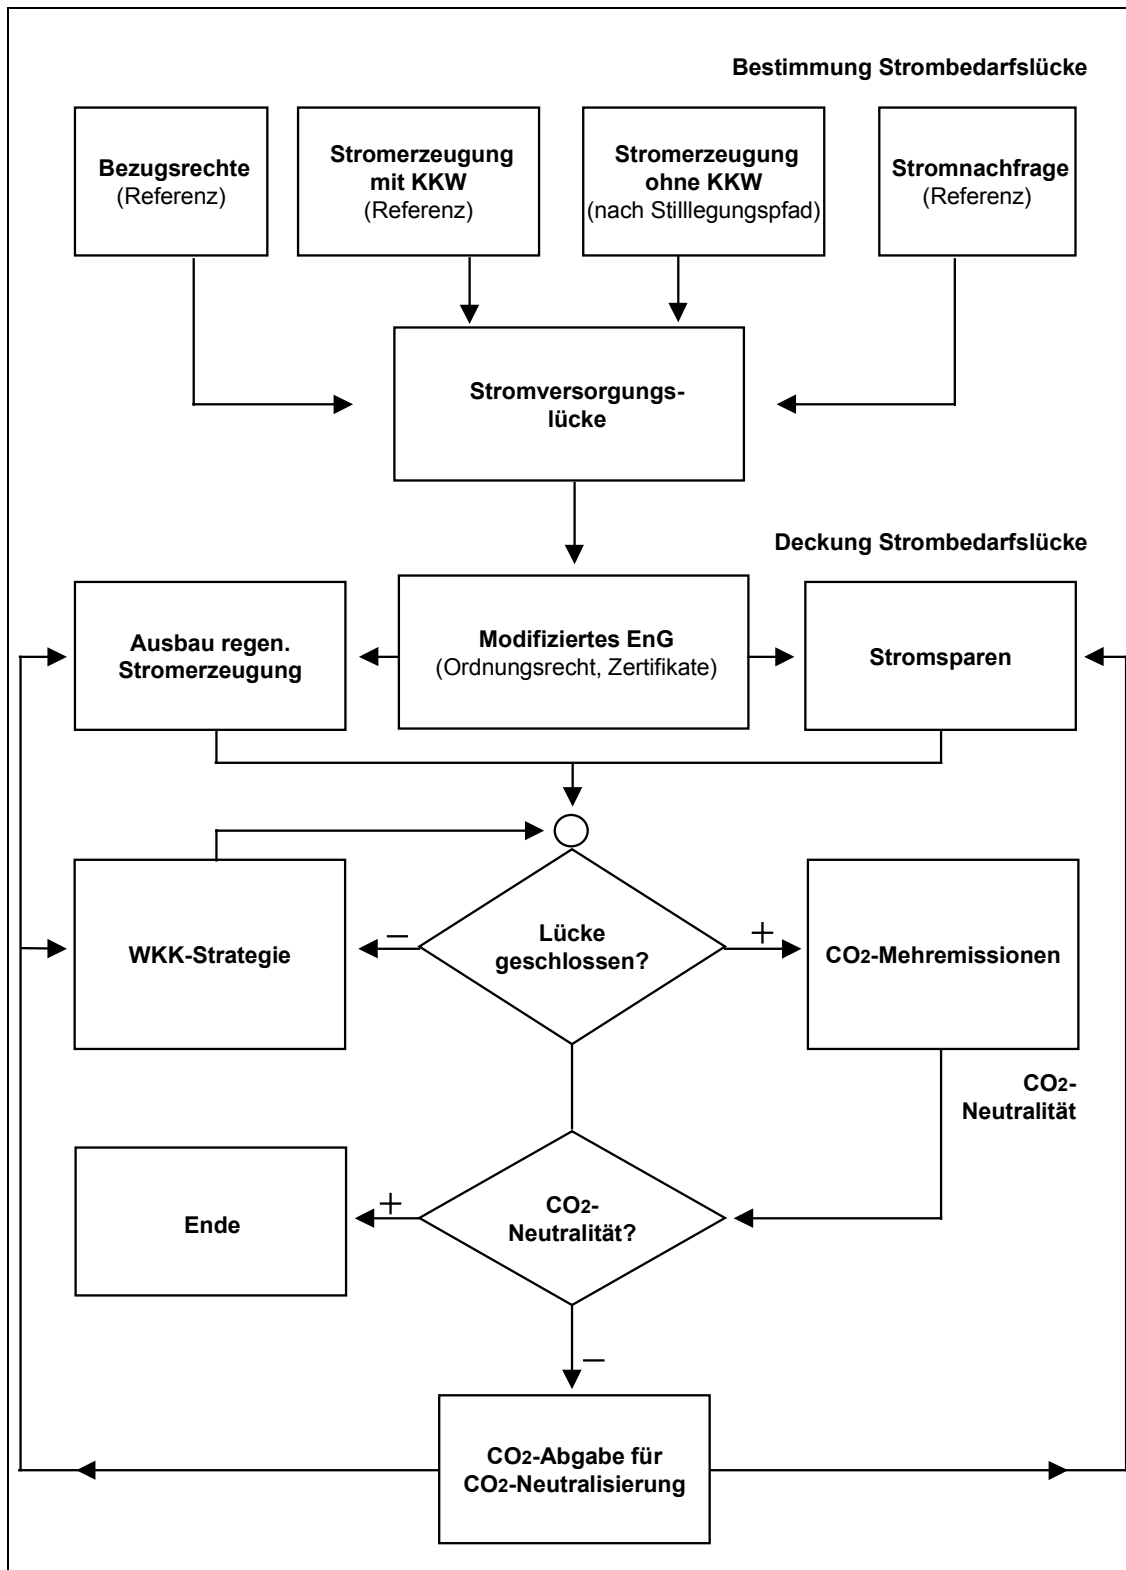 Bestimmung Strombedarfslücke
Bezugsrechte
(Referenz)
Stromerzeugung
mit KKW
(Referenz)
Stromerzeugung
ohne KKW
(nach Stilllegungspfad)
Stromnachfrage
(Referenz)
Stromversorgungs-
lücke
Deckung Strombedarfslücke
Ausbau regen.
Stromerzeugung
Modifiziertes EnG
(Ordnungsrecht, Zertifikate)
Stromsparen
WKK-Strategie
–
Lücke
geschlossen?
+
CO2-Mehremissionen
CO2-
Neutralität
Ende
+
CO2-
Neutralität?
–
CO2-Abgabe für
CO2-Neutralisierung